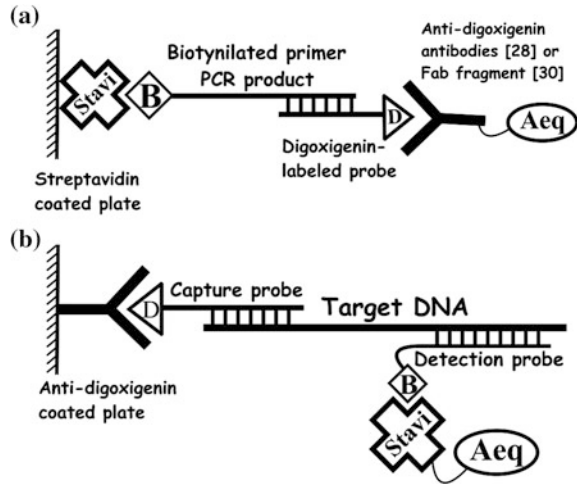 (a)
Biotynilated primer
PCR product
Anti-digoxigenin
antibodies [28] or
Fab fragment [30]
Stavi
B
D
Aeq
Digoxigenin-
labeled probe
Streptavidin
coated plate
(b)
D
Capture probe
Target DNA
Detection probe
Anti-digoxigenin
coated plate
B
Stavi
Aeq